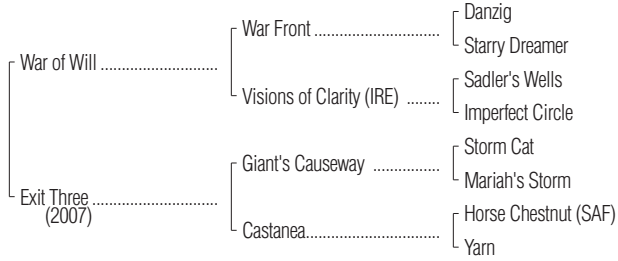 Danzig
War Front ..............................
Starry Dreamer
War of Will ............................
Sadler's Wells
Visions of Clarity (IRE) ........
Imperfect Circle
Storm Cat
Giant's Causeway ................
Mariah's Storm
Exit Three ..............................
(2007)
Horse Chestnut (SAF)
Castanea................................
Yarn